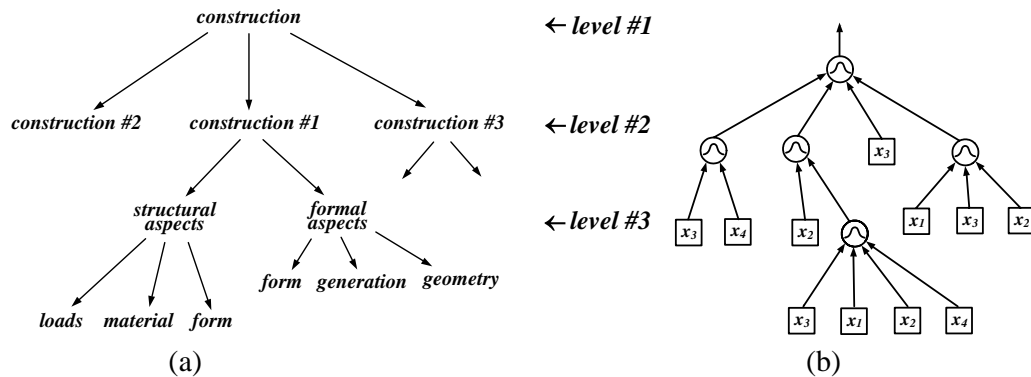 construction
← level #1
construction #2 construction #1 construction #3
← level #2
x3
structural
aspects
formal
aspects
← level #3
x3 x4 x2 x1 x3 x2
form generation geometry
loads material form
x3 x1 x2 x4
(a) (b)